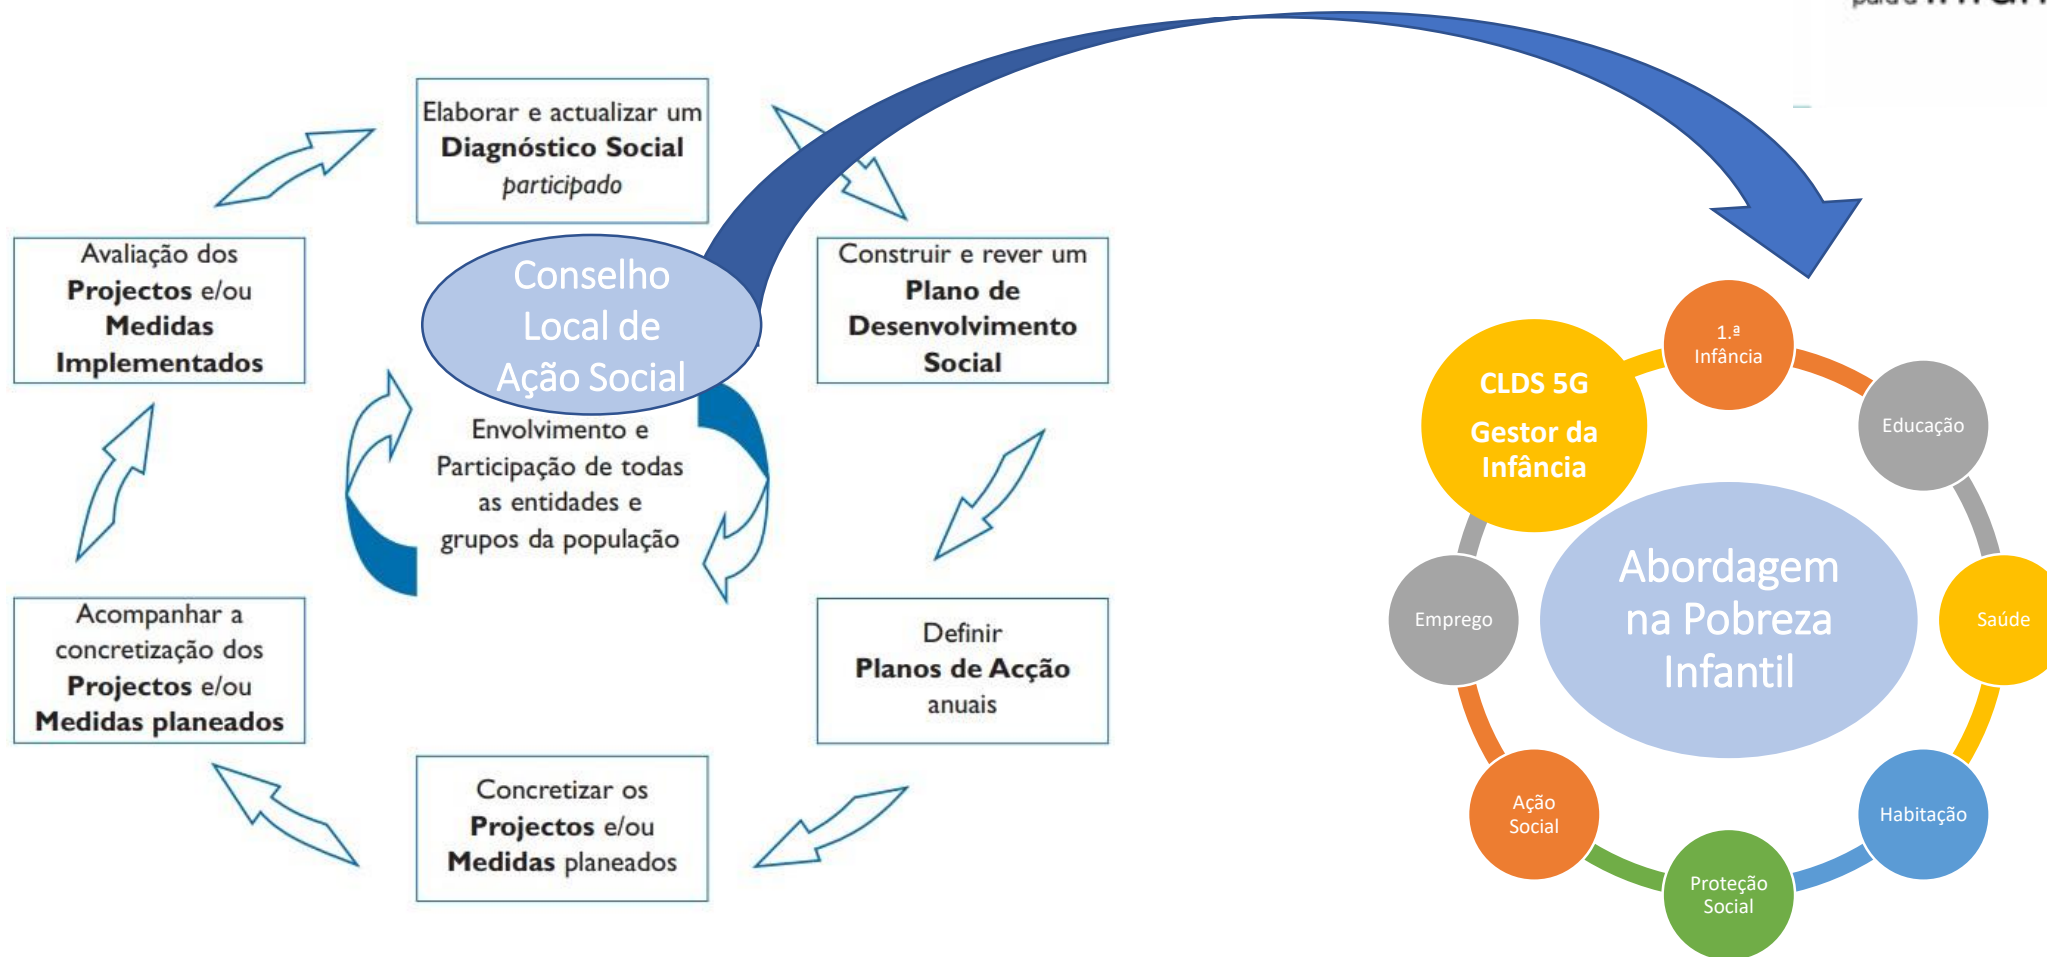 Elaborar e actualizar um
Diagnóstico Social
participado
Avaliação dos
Projectos e/ou
Medidas
Implementados
Conselho
Local de
Ação Social
Construir e rever um
Plano de
Desenvolvimento
Social
Envolvimento e
Participação de todas
as entidades e
grupos da população
Acompanhar a
concretização dos
Projectos e/ou
Medidas planeados
Definir
Planos de Acção
anuais
Concretizar os
Projectos e/ou
Medidas planeados
1.ª
Infância
CLDS 5G
Gestor da
Infância
Educação
Abordagem
na Pobreza
Infantil
Emprego
Saúde
Ação
Social
Habitação
Proteção
Social